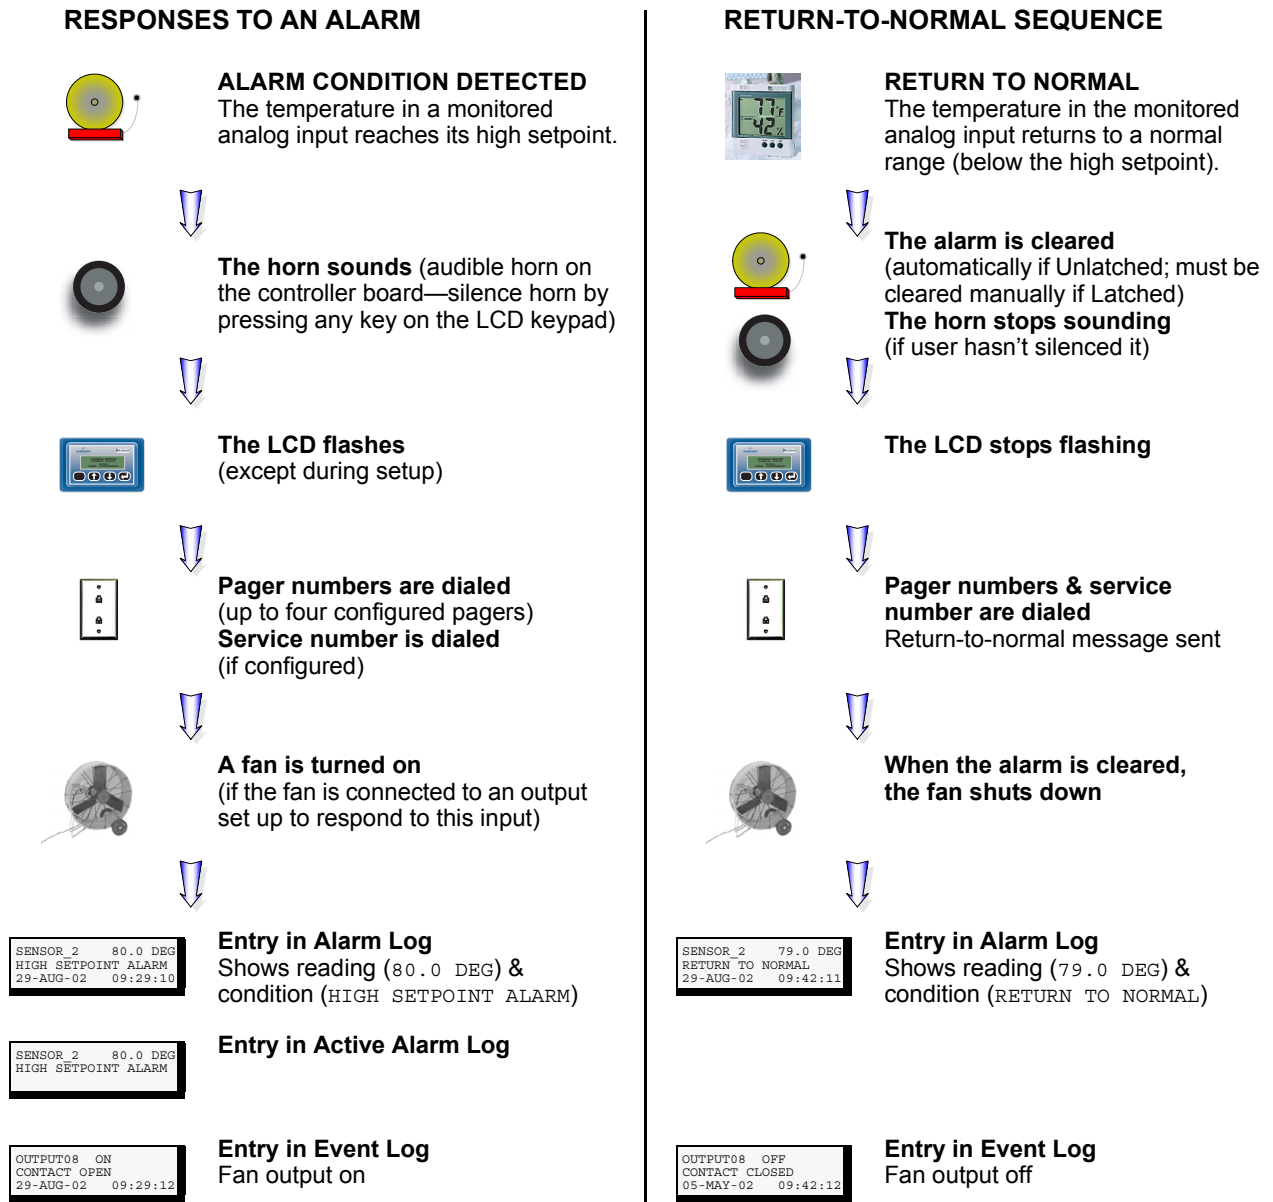 RESPONSES TO AN ALARM
ALARM CONDITION DETECTED
The temperature in a monitored
analog input reaches its high setpoint.
The horn sounds (audible horn on
the controller board—silence horn by
pressing any key on the LCD keypad)
The LCD flashes
(except during setup)
Pager numbers are dialed
(up to four configured pagers)
Service number is dialed
(if configured)
A fan is turned on
(if the fan is connected to an output
set up to respond to this input)
SENSOR_2 80.0 DEG
HIGH SETPOINT ALARM
29-AUG-02 09:29:10
Entry in Alarm Log
Shows reading (80.0 DEG) &
condition (HIGH SETPOINT ALARM)
SENSOR_2 80.0 DEG
HIGH SETPOINT ALARM
Entry in Active Alarm Log
OUTPUT08 ON
CONTACT OPEN
29-AUG-02 09:29:12
Entry in Event Log
Fan output on
RETURN-TO-NORMAL SEQUENCE
77°F
42%
RETURN TO NORMAL
The temperature in the monitored
analog input returns to a normal
range (below the high setpoint).
The alarm is cleared
(automatically if Unlatched; must be
cleared manually if Latched)
The horn stops sounding
(if user hasn't silenced it)
The LCD stops flashing
Pager numbers & service
number are dialed
Return-to-normal message sent
When the alarm is cleared,
the fan shuts down
SENSOR_2 79.0 DEG
RETURN TO NORMAL
29-AUG-02 09:42:11
Entry in Alarm Log
Shows reading (79.0 DEG) &
condition (RETURN TO NORMAL)
OUTPUT08 OFF
CONTACT CLOSED
05-MAY-02 09:42:12
Entry in Event Log
Fan output off